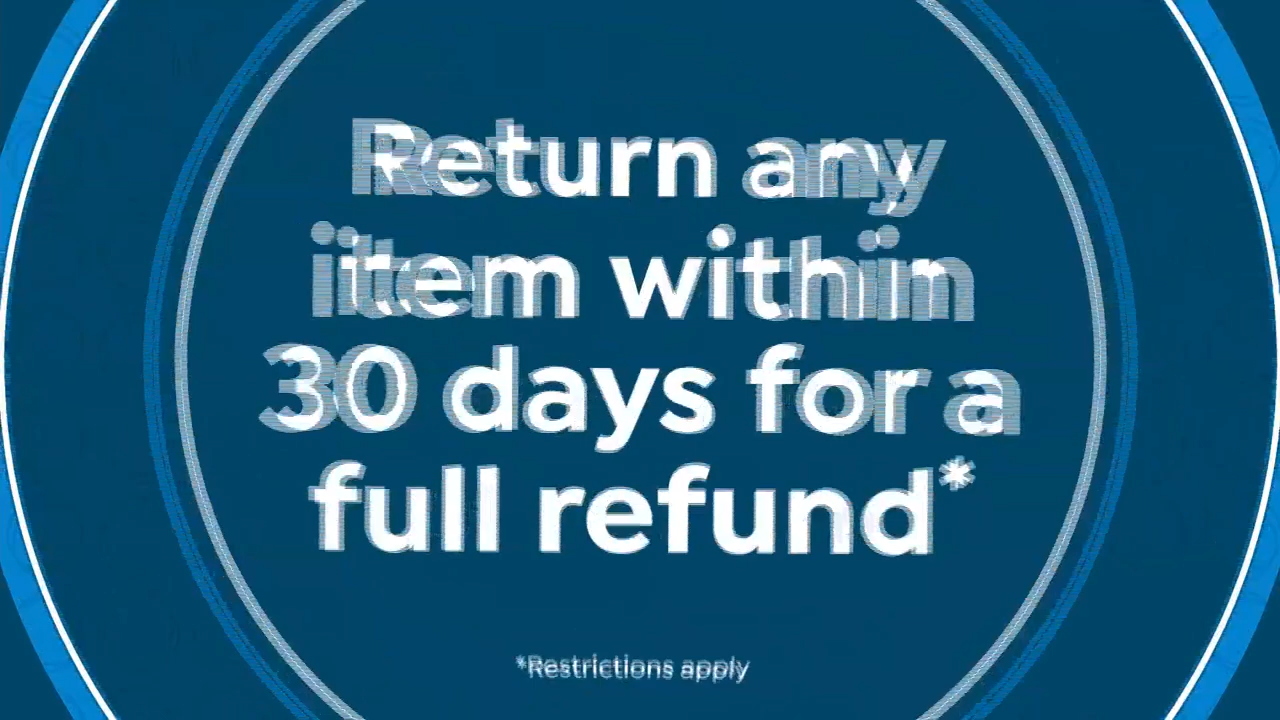 Return any
item within
30 days for a
full refund*
*Restrictions apply